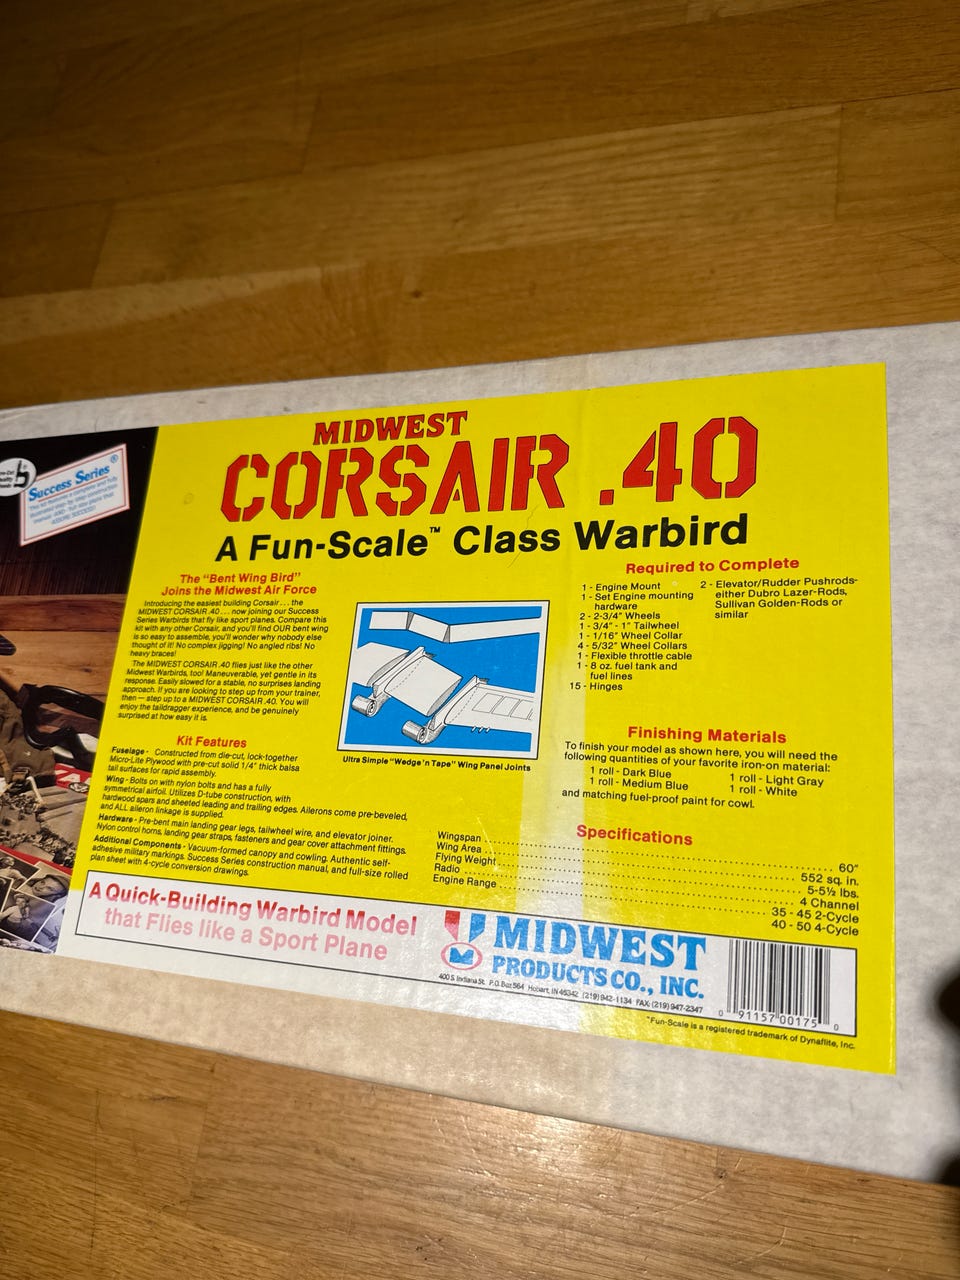 Success Series®
MIDWEST
CORSAIR .40
A Fun-Scale™ Class Warbird
The "Bent Wing Bird"
Joins the Midwest Air Force
Introducing the easiest building Corsair . . . the
MIDWEST CORSAIR .40 . . . now joining our Success
Series Warbirds that fly like sport planes. Compare this
kit with any other Corsair, and you'll find OUR bent wing
is so easy to assemble, you'll wonder why nobody else
thought of it! No complex jigging! No angled ribs! No
heavy braces!
The MIDWEST CORSAIR .40 flies just like the other
Midwest Warbirds, too! Maneuverable, yet gentle in its
response. Easily slowed for a stable, no surprises landing
approach. If you are looking to step up from your trainer,
then — step up to a MIDWEST CORSAIR .40. You will
enjoy the taildragger experience, and be genuinely
surprised at how easy it is.
Kit Features
Fuselage - Constructed from die-cut, lock-together
Micro-Lite Plywood with pre-cut solid 1/4" thick balsa
tail surfaces for rapid assembly.
Wing - Bolts on with nylon bolts and has a fully
symmetrical airfoil. Utilizes D-tube construction, with
hardwood spars and sheeted leading and trailing edges. Ailerons come pre-beveled,
and ALL aileron linkage is supplied.
Hardware - Pre-bent main landing gear legs, tailwheel wire, and elevator joiner.
Nylon control horns, landing gear straps, fasteners and gear cover attachment fittings.
Additional Components - Vacuum-formed canopy and cowling. Authentic self-
adhesive military markings. Success Series construction manual, and full-size rolled
plan sheet with 4-cycle conversion drawings.
Ultra Simple "Wedge 'n Tape" Wing Panel Joints
Required to Complete
1 - Engine Mount
1 - Set Engine mounting
hardware
2 - 2-3/4" Wheels
1 - 3/4" - 1" Tailwheel
1 - 1/16" Wheel Collar
4 - 5/32" Wheel Collars
1 - Flexible throttle cable
1 - 8 oz. fuel tank and
fuel lines
15 - Hinges
2 - Elevator/Rudder Pushrods-
either Dubro Lazer-Rods,
Sullivan Golden-Rods or
similar
Finishing Materials
To finish your model as shown here, you will need the
following quantities of your favorite iron-on material:
1 roll - Dark Blue
1 roll - Medium Blue
1 roll - Light Gray
1 roll - White
and matching fuel-proof paint for cowl.
Specifications
Wingspan 60"
Wing Area 552 sq. in.
Flying Weight 5-5½ lbs.
Radio 4 Channel
Engine Range 35 - 45 2-Cycle
40 - 50 4-Cycle
A Quick-Building Warbird Model
that Flies like a Sport Plane
MIDWEST
PRODUCTS CO., INC.
400 S. Indiana St. P.O. Box 564 Hobart, IN 46342 (219) 942-1134 FAX: (219) 947-2347
0 91157 00175 0
"Fun-Scale is a registered trademark of Dynaflite, Inc.